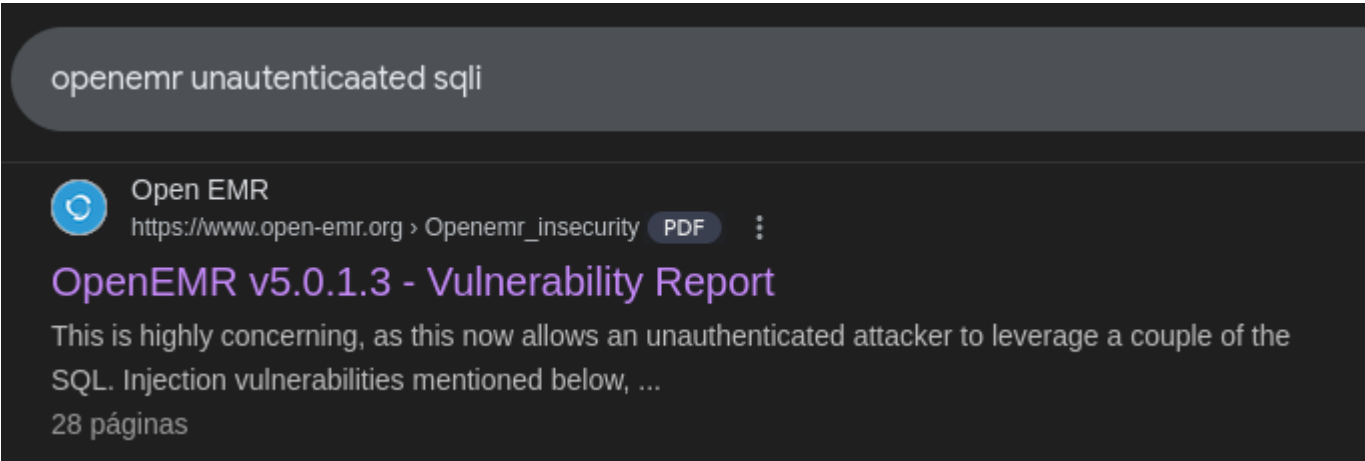 openemr unautenticaated sqli
Open EMR
https://www.open-emr.org › Openemr_insecurity PDF
OpenEMR v5.0.1.3 - Vulnerability Report
This is highly concerning, as this now allows an unauthenticated attacker to leverage a couple of the
SQL. Injection vulnerabilities mentioned below, ...
28 páginas